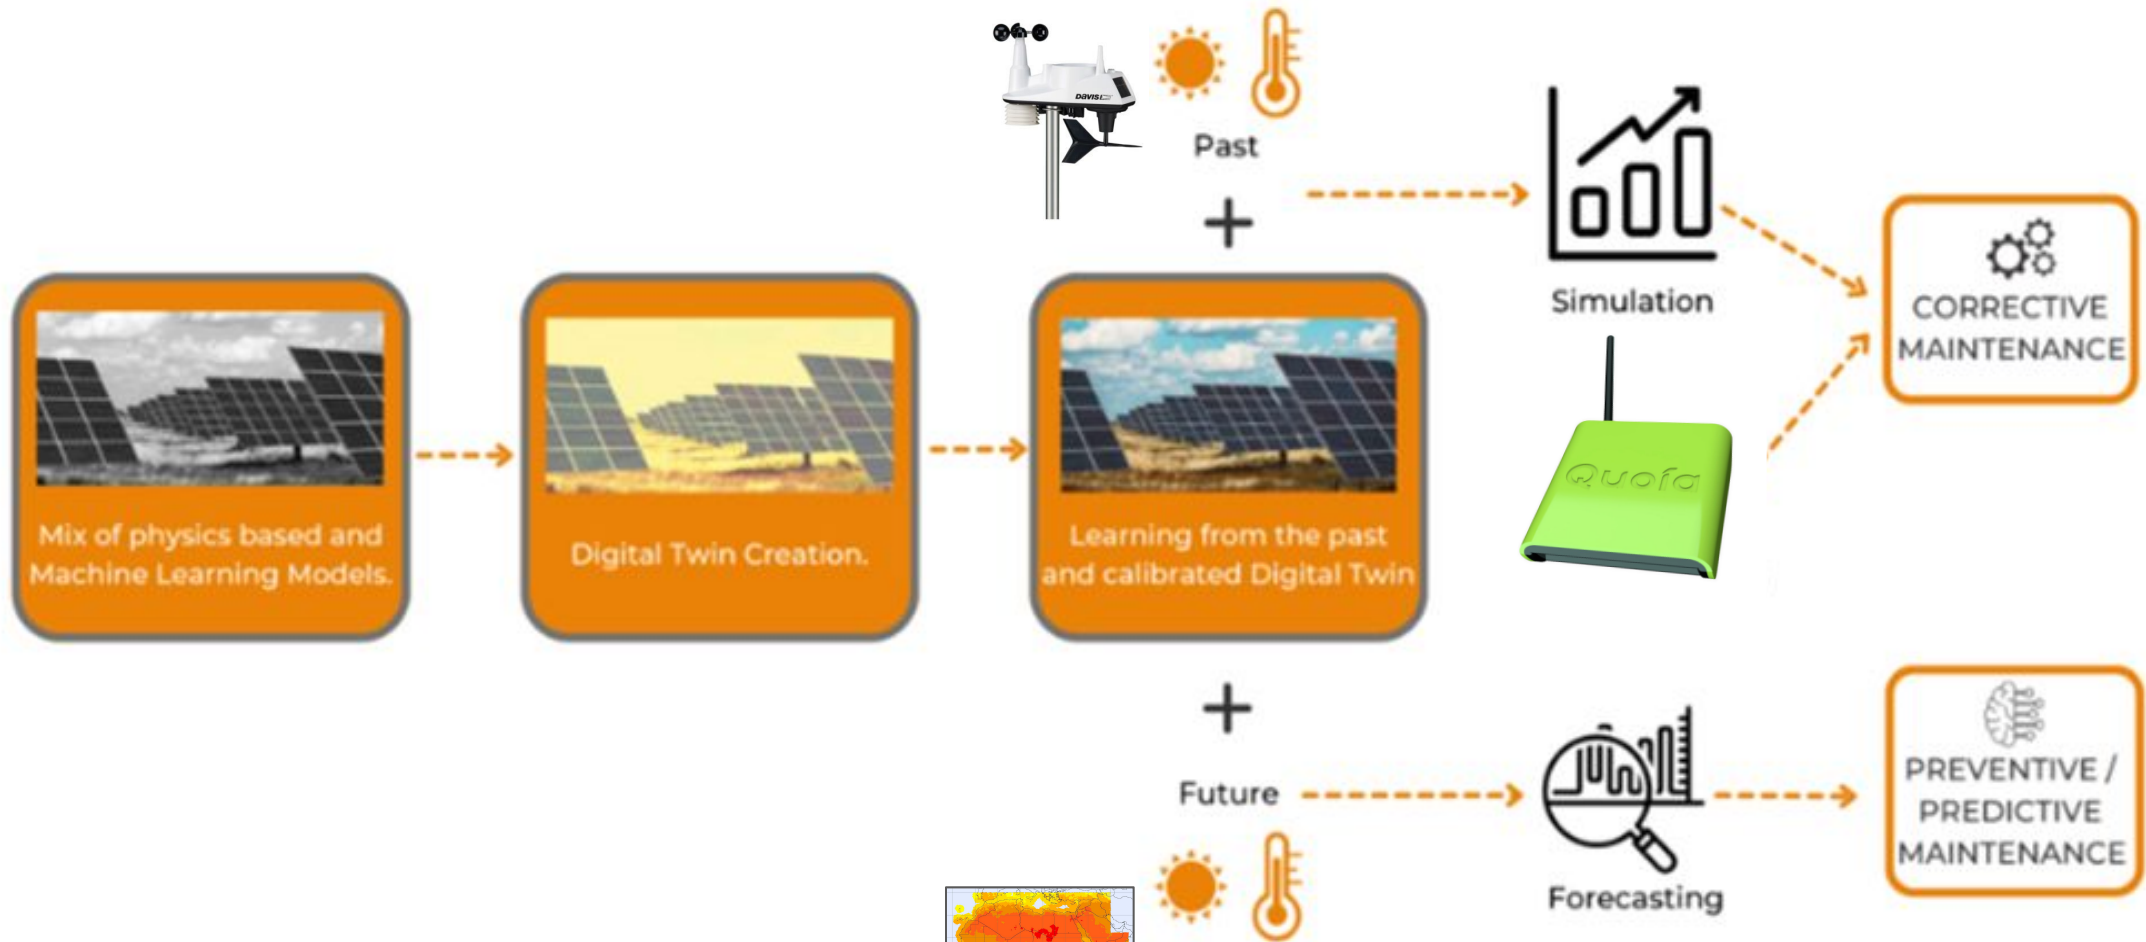 DAVIS
Past
Simulation
CORRECTIVE
MAINTENANCE
Mix of physics based and
Machine Learning Models.
Digital Twin Creation.
Learning from the past
and calibrated Digital Twin
Quofa
Future
Forecasting
PREVENTIVE /
PREDICTIVE
MAINTENANCE